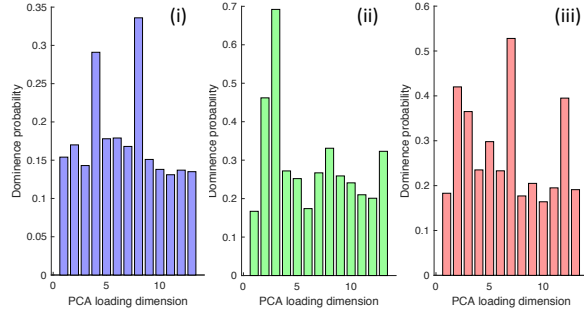 (i)
0.35
0.3
0.25
0.2
0.15
0.1
0.05
0
Dominence probability
0 5 10
PCA loading dimension
(ii)
0.7
0.6
0.5
0.4
0.3
0.2
0.1
0
Dominence probability
0 5 10
PCA loading dimension
(iii)
0.6
0.5
0.4
0.3
0.2
0.1
0
Dominence probability
0 5 10
PCA loading dimension